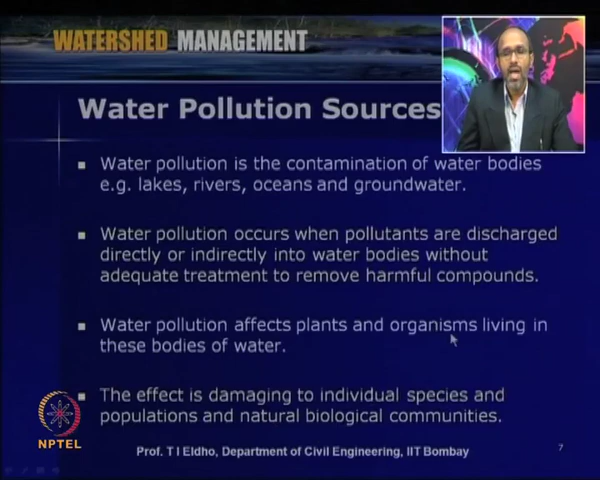 WATERSHED MANAGEMENT
Water Pollution Sources
Water pollution is the contamination of water bodies
e.g. lakes, rivers, oceans and groundwater.
Water pollution occurs when pollutants are discharged
directly or indirectly into water bodies without
adequate treatment to remove harmful compounds.
Water pollution affects plants and organisms living in
these bodies of water.
The effect is damaging to individual species and
populations and natural biological communities.
NPTEL
Prof. T I Eldho, Department of Civil Engineering, IIT Bombay
7